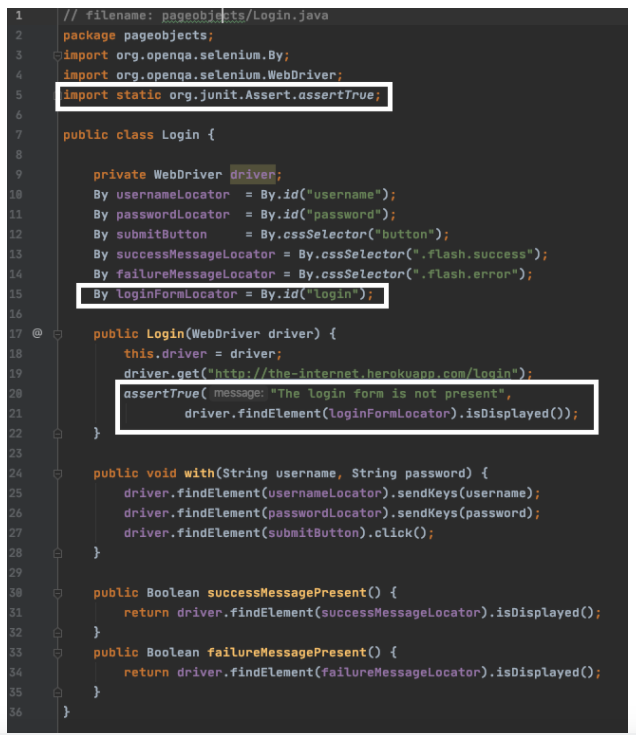 1 // filename: pageobjects/Login.java
2 package pageobjects;
3 import org.openqa.selenium.By;
4 import org.openqa.selenium.WebDriver;
5 import static org.junit.Assert.assertTrue;
6
7 public class Login {
8
9 private WebDriver driver;
10 By usernameLocator = By.id("username");
11 By passwordLocator = By.id("password");
12 By submitButton = By.cssSelector("button");
13 By successMessageLocator = By.cssSelector(".flash.success");
14 By failureMessageLocator = By.cssSelector(".flash.error");
15 By loginFormLocator = By.id("login");
16
17 @ public Login(WebDriver driver) {
18 this.driver = driver;
19 driver.get("http://the-internet.herokuapp.com/login");
20 assertTrue( message: "The login form is not present",
21 driver.findElement(loginFormLocator).isDisplayed());
22 }
23
24 public void with(String username, String password) {
25 driver.findElement(usernameLocator).sendKeys(username);
26 driver.findElement(passwordLocator).sendKeys(password);
27 driver.findElement(submitButton).click();
28 }
29
30 public Boolean successMessagePresent() {
31 return driver.findElement(successMessageLocator).isDisplayed();
32 }
33 public Boolean failureMessagePresent() {
34 return driver.findElement(failureMessageLocator).isDisplayed();
35 }
36 }